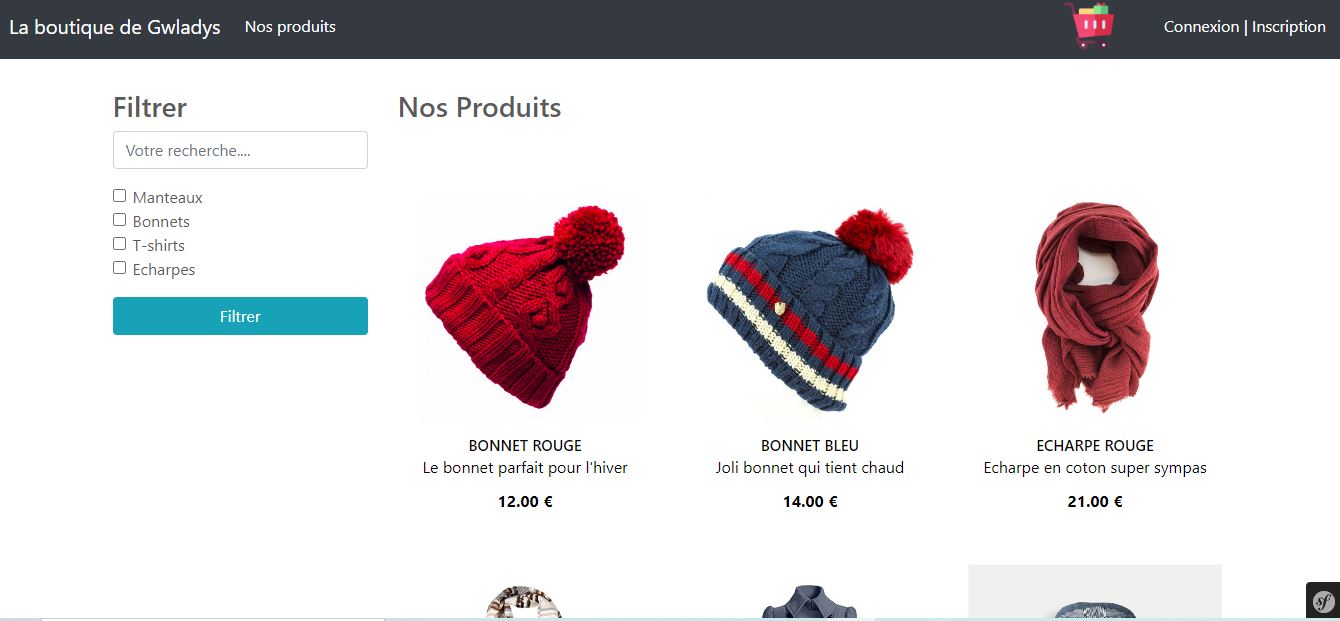 La boutique de Gwladys
Nos produits
Connexion | Inscription
Filtrer
Votre recherche....
Manteaux
Bonnets
T-shirts
Echarpes
Filtrer
Nos Produits
BONNET ROUGE
Le bonnet parfait pour l'hiver
12.00 €
BONNET BLEU
Joli bonnet qui tient chaud
14.00 €
ECHARPE ROUGE
Echarpe en coton super sympas
21.00 €
sf